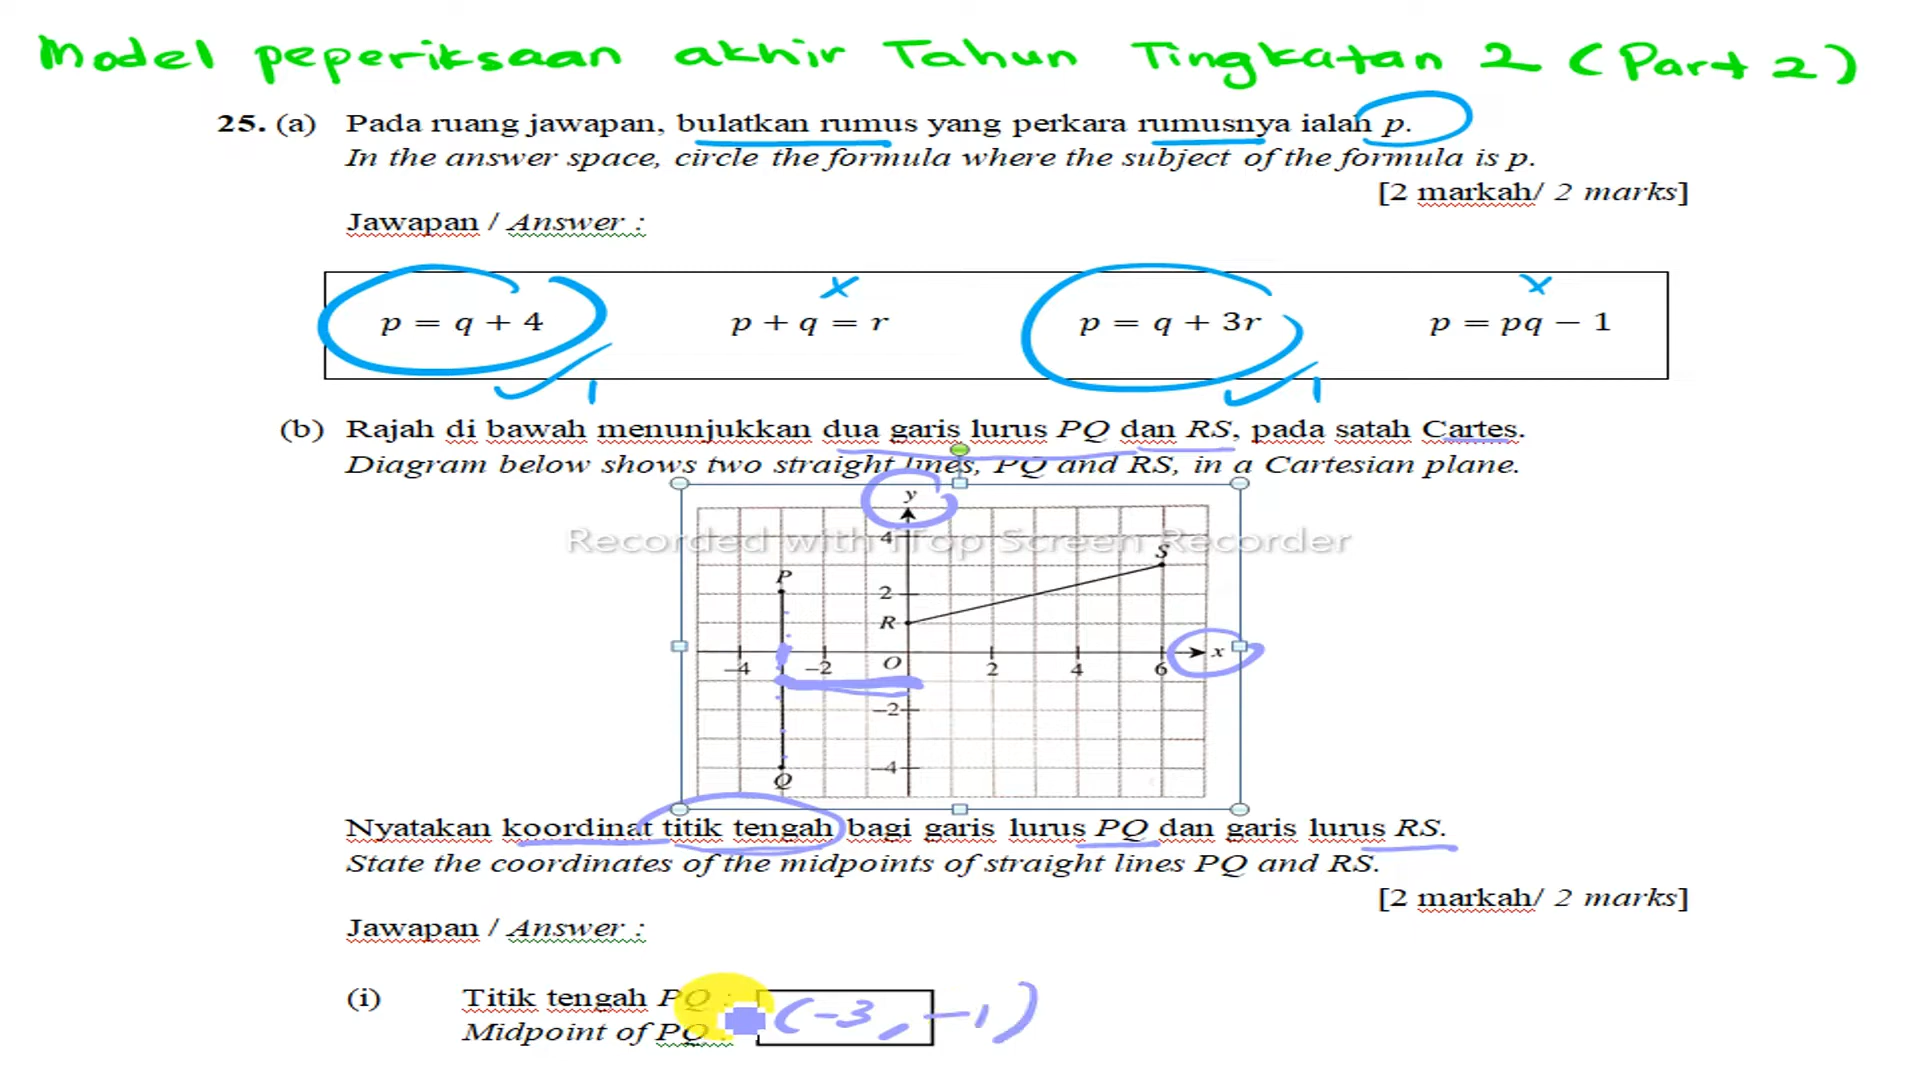 Model peperiksaan akhir Tahun Tingkatan 2 (Part 2)
25. (a) Pada ruang jawapan, bulatkan rumus yang perkara rumusnya ialah p.
In the answer space, circle the formula where the subject of the formula is p.
[2 markah/ 2 marks]
Jawapan / Answer :
x x
p = q + 4 p + q = r p = q + 3r p = pq − 1
1 1
(b) Rajah di bawah menunjukkan dua garis lurus PQ dan RS, pada satah Cartes.
Diagram below shows two straight lines, PQ and RS, in a Cartesian plane.
y
Recorded with iTop Screen Recorder
4
S
P
2
R
O x
−4 −2 2 4 6
−2
−4
Q
Nyatakan koordinat titik tengah bagi garis lurus PQ dan garis lurus RS.
State the coordinates of the midpoints of straight lines PQ and RS.
[2 markah/ 2 marks]
Jawapan / Answer :
(i) Titik tengah PQ : (-3, -1)
Midpoint of PQ :